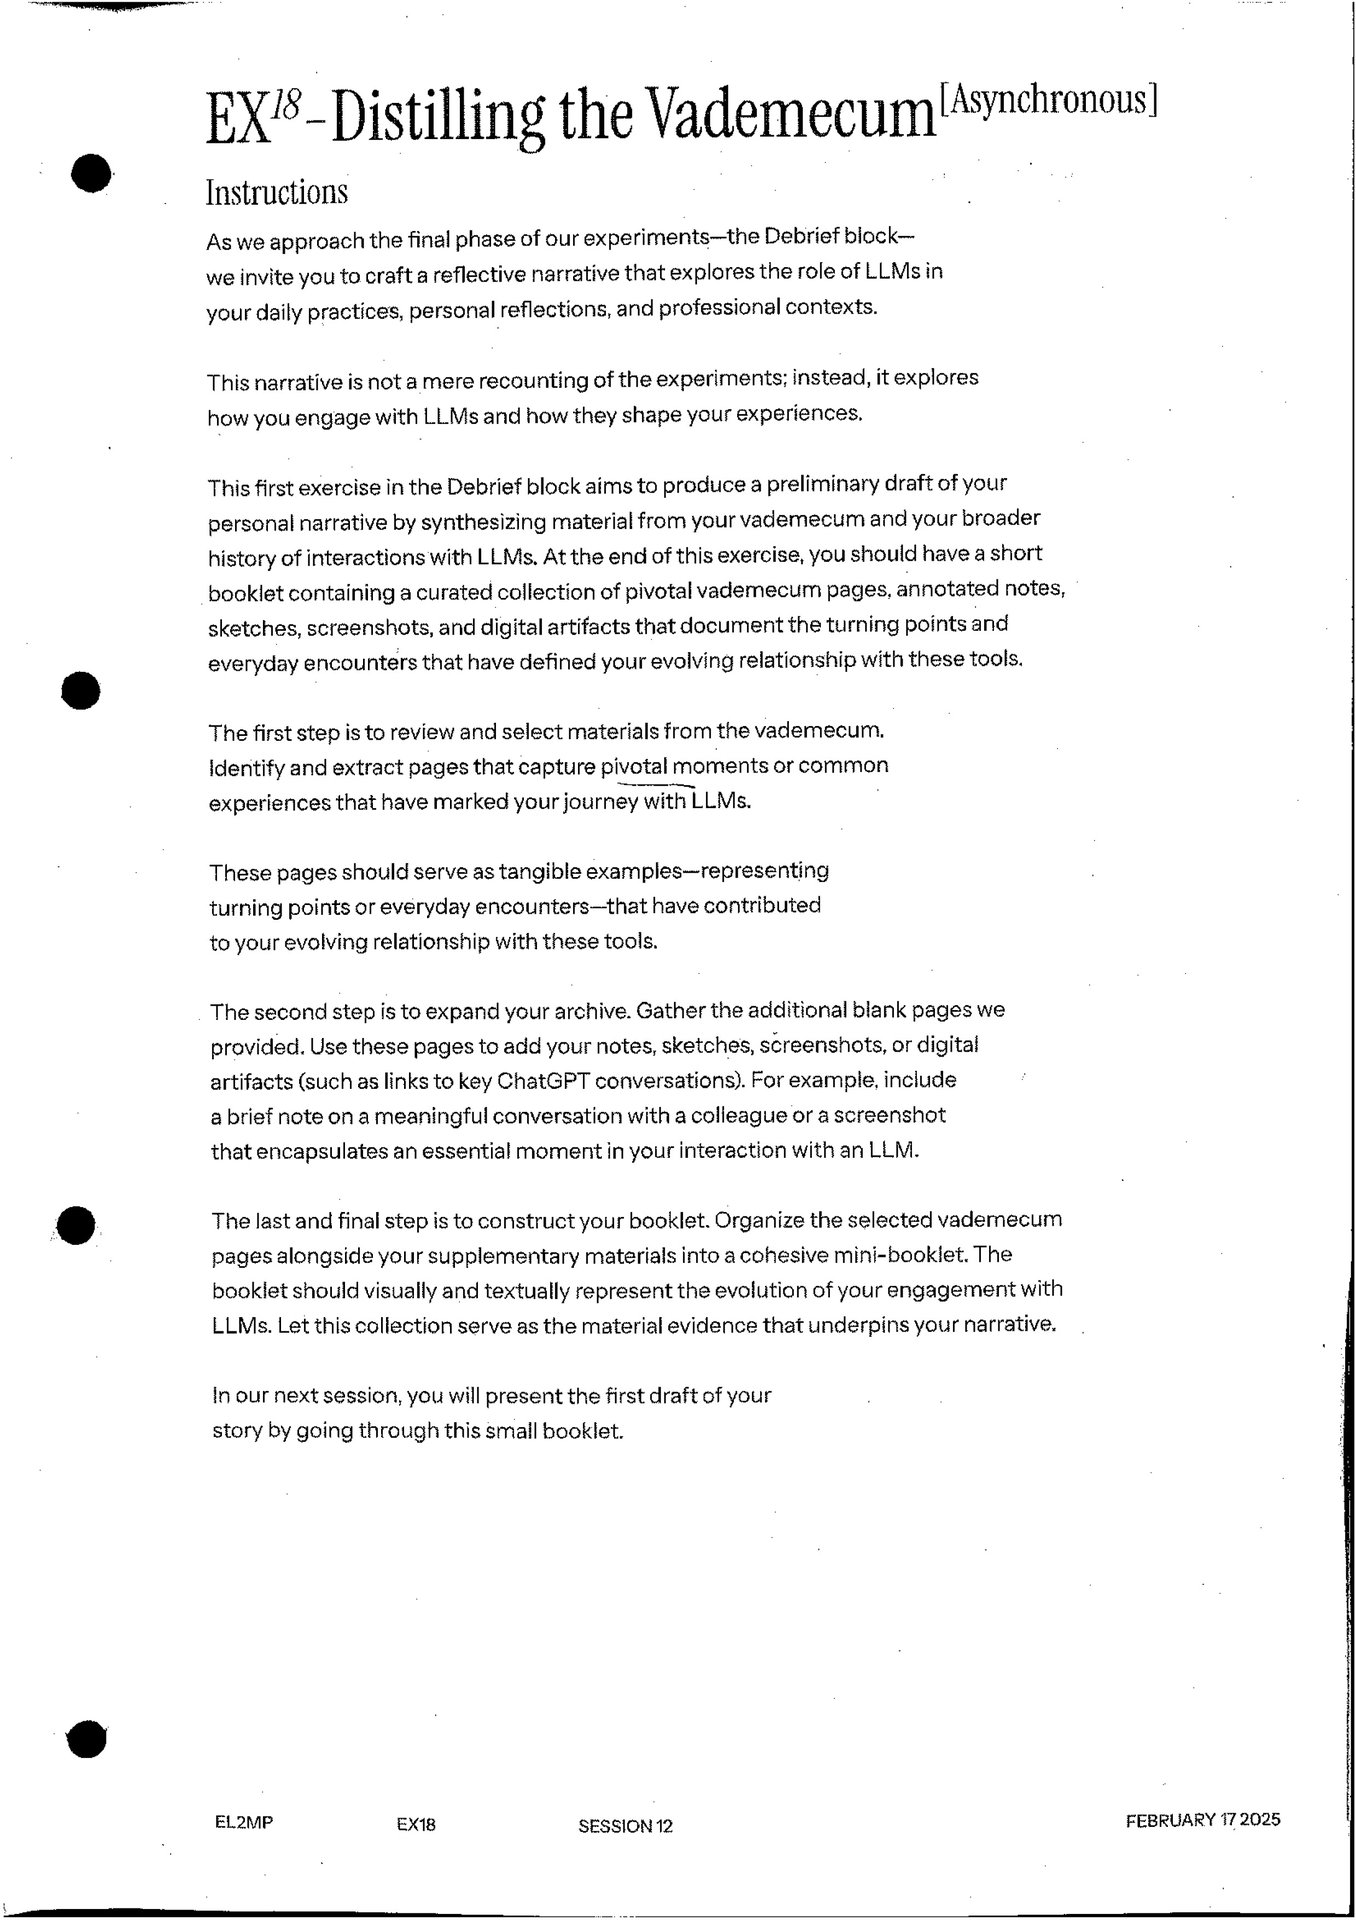 EX18–Distilling the Vademecum[Asynchronous]
Instructions
As we approach the final phase of our experiments—the Debrief block—
we invite you to craft a reflective narrative that explores the role of LLMs in
your daily practices, personal reflections, and professional contexts.
This narrative is not a mere recounting of the experiments; instead, it explores
how you engage with LLMs and how they shape your experiences.
This first exercise in the Debrief block aims to produce a preliminary draft of your
personal narrative by synthesizing material from your vademecum and your broader
history of interactions with LLMs. At the end of this exercise, you should have a short
booklet containing a curated collection of pivotal vademecum pages, annotated notes,
sketches, screenshots, and digital artifacts that document the turning points and
everyday encounters that have defined your evolving relationship with these tools.
The first step is to review and select materials from the vademecum.
Identify and extract pages that capture pivotal moments or common
experiences that have marked your journey with LLMs.
These pages should serve as tangible examples—representing
turning points or everyday encounters—that have contributed
to your evolving relationship with these tools.
The second step is to expand your archive. Gather the additional blank pages we
provided. Use these pages to add your notes, sketches, screenshots, or digital
artifacts (such as links to key ChatGPT conversations). For example, include
a brief note on a meaningful conversation with a colleague or a screenshot
that encapsulates an essential moment in your interaction with an LLM.
The last and final step is to construct your booklet. Organize the selected vademecum
pages alongside your supplementary materials into a cohesive mini-booklet. The
booklet should visually and textually represent the evolution of your engagement with
LLMs. Let this collection serve as the material evidence that underpins your narrative.
In our next session, you will present the first draft of your
story by going through this small booklet.
EL2MP EX18 SESSION 12 FEBRUARY 17 2025